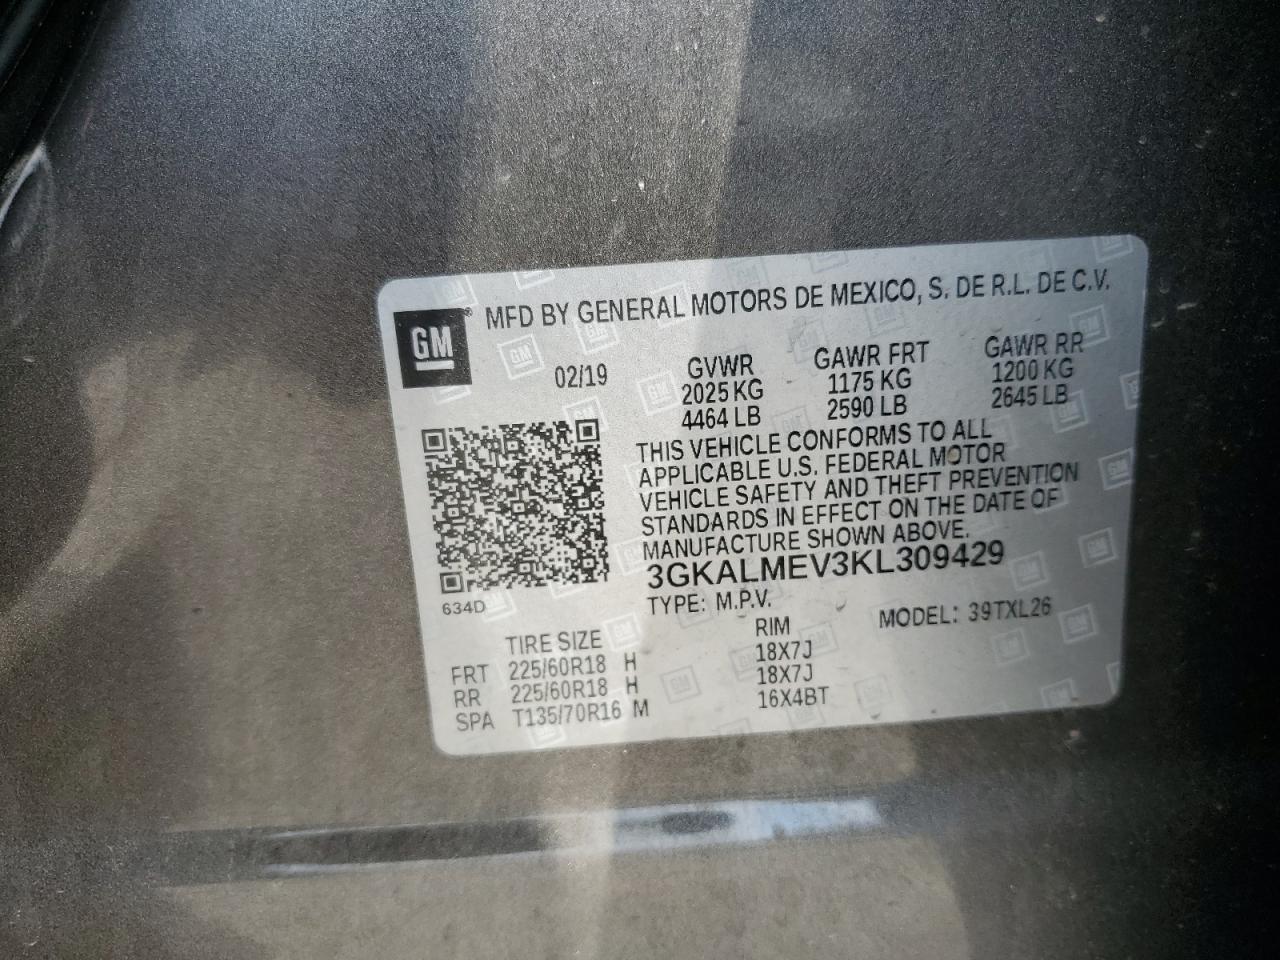 MFD BY GENERAL MOTORS DE MEXICO, S. DE R.L. DE C.V.
GM®
02/19 GVWR GAWR FRT GAWR RR
2025 KG 1175 KG 1200 KG
4464 LB 2590 LB 2645 LB
THIS VEHICLE CONFORMS TO ALL
APPLICABLE U.S. FEDERAL MOTOR
VEHICLE SAFETY AND THEFT PREVENTION
STANDARDS IN EFFECT ON THE DATE OF
MANUFACTURE SHOWN ABOVE.
3GKALMEV3KL309429
634D
TYPE: M.P.V. MODEL: 39TXL26
TIRE SIZE RIM
FRT 225/60R18 H 18X7J
RR 225/60R18 H 18X7J
SPA T135/70R16 M 16X4BT